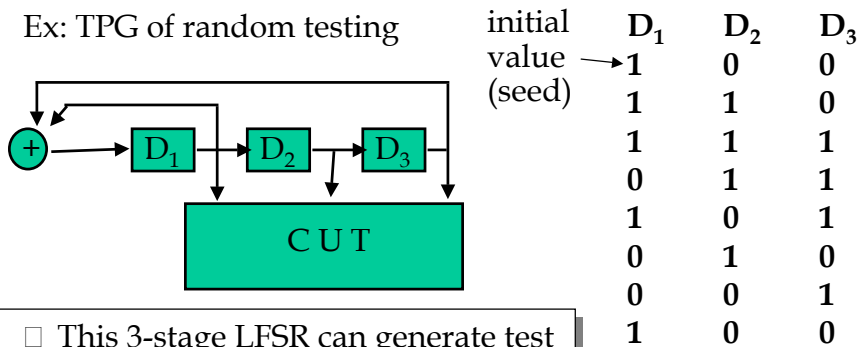 Ex: TPG of random testing
initial value (seed)
D₁ D₂ D₃
1 0 0
1 1 0
1 1 1
0 1 1
1 0 1
0 1 0
0 0 1
1 0 0
+ D₁ D₂ D₃
C U T
□ This 3-stage LFSR can generate test